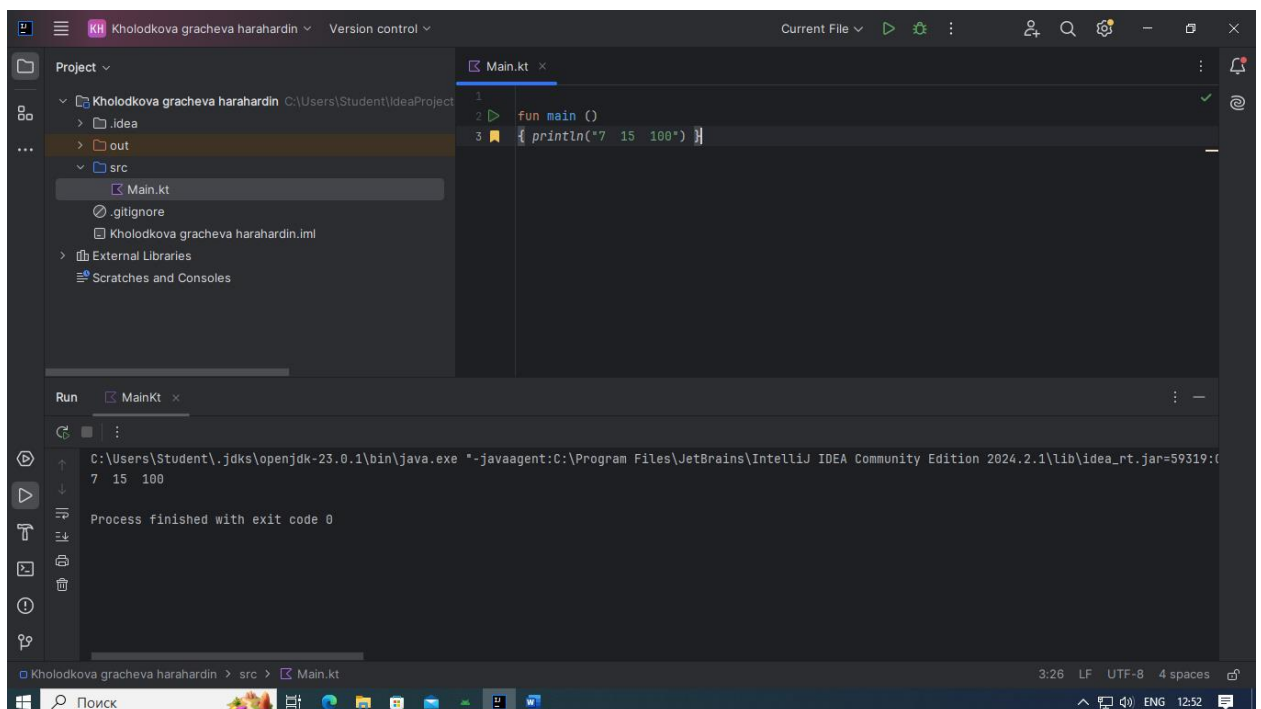 KH Kholodkova gracheva harahardin Version control Current File
Project
Main.kt
Kholodkova gracheva harahardin C:\Users\Student\IdeaProject
.idea
out
src
Main.kt
.gitignore
Kholodkova gracheva harahardin.iml
External Libraries
Scratches and Consoles
1
2 fun main ()
3 { println("7  15  100") }
Run MainKt
C:\Users\Student\.jdks\openjdk-23.0.1\bin\java.exe "-javaagent:C:\Program Files\JetBrains\IntelliJ IDEA Community Edition 2024.2.1\lib\idea_rt.jar=59319:
7  15  100
Process finished with exit code 0
Kholodkova gracheva harahardin > src > Main.kt 3:26 LF UTF-8 4 spaces
Поиск ENG 12:52